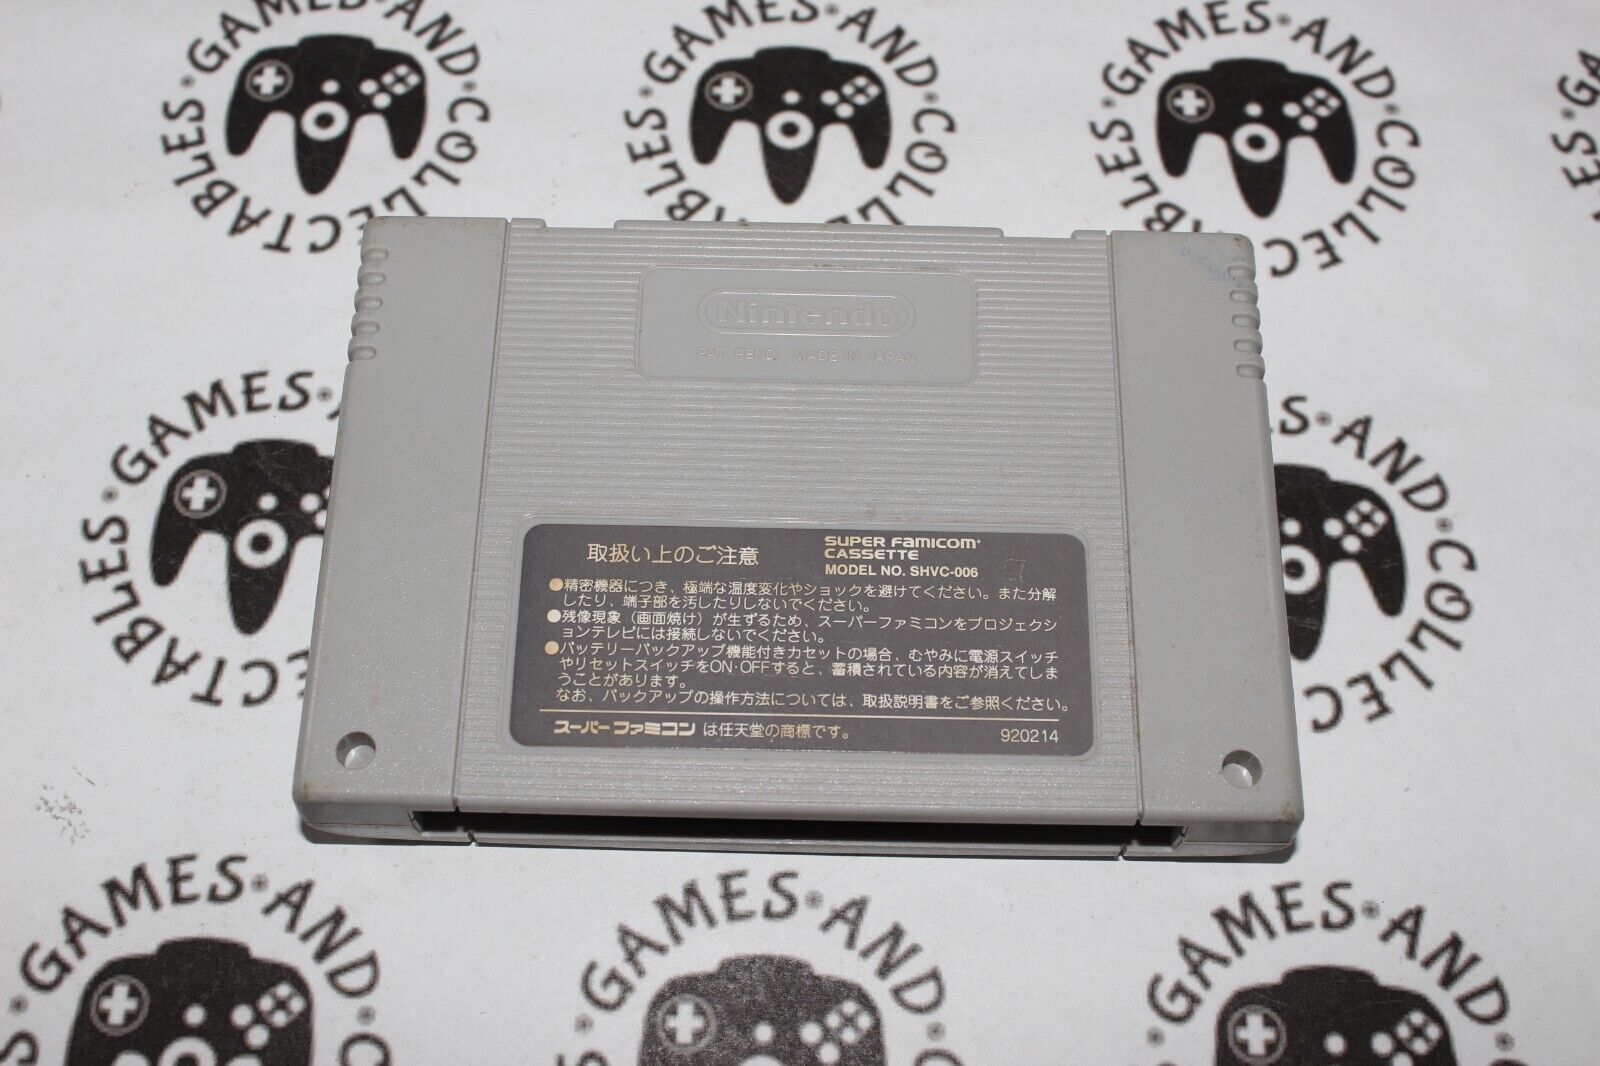 GAMES·AND·COLLECTABLES
GAMES·AND·COLLECTABLES
GAMES·AND·COLLECTABLES
GA
LES
Nintendo
PAT. PEND. MADE IN JAPAN
GAMES·A
ECTABLES
S·AND·COLLEC
取扱い上のご注意
SUPER FAMICOM
CASSETTE
MODEL NO. SHVC-006
●精密機器につき、極端な温度変化やショックを避けてください。また分解
したり、端子部を汚したりしないでください。
●残像現象（画面焼け）が生ずるため、スーパーファミコンをプロジェクシ
ョンテレビには接続しないでください。
●バッテリーバックアップ機能付きカセットの場合、むやみに電源スイッチ
やリセットスイッチをON·OFFすると、蓄積されている内容が消えてしま
うことがあります。
なお、バックアップの操作方法については、取扱説明書をご参照ください。
スーパーファミコン は任天堂の商標です。
920214
LES·GAMES·AND·CO
GAMES·AND·CO
GAMES·AND·CO